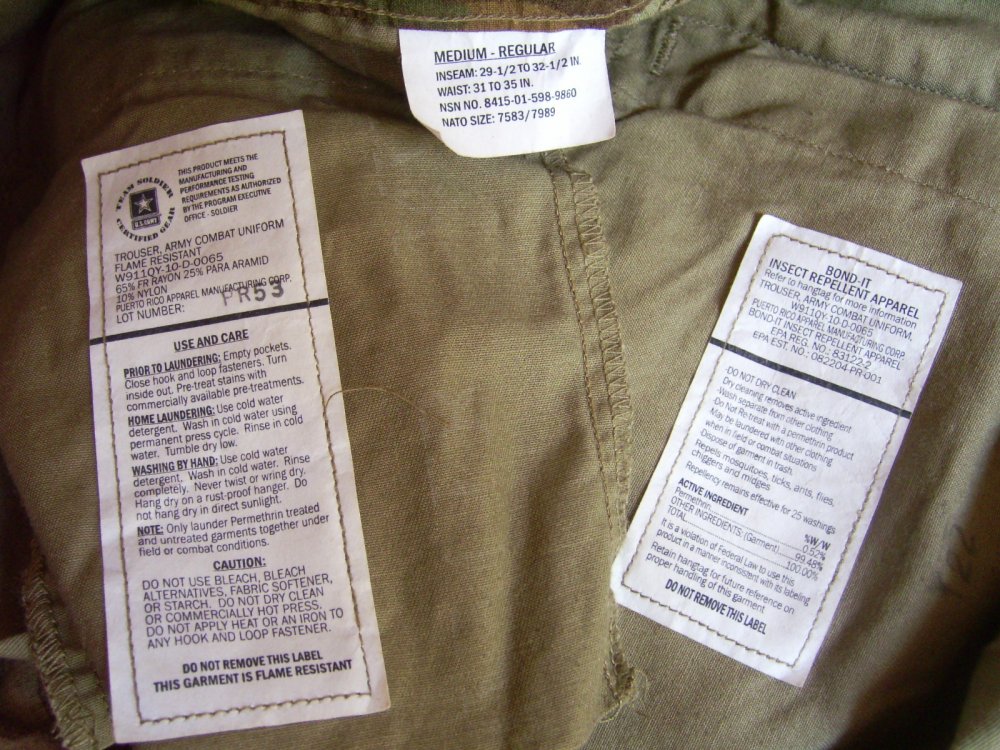 MEDIUM - REGULAR
INSEAM: 29-1/2 TO 32-1/2 IN.
WAIST: 31 TO 35 IN.
NSN NO. 8415-01-598-9860
NATO SIZE: 7583/7989
TEAM SOLDIER
U.S. ARMY
CERTIFIED GEAR
THIS PRODUCT MEETS THE
MANUFACTURING AND
PERFORMANCE TESTING
REQUIREMENTS AS AUTHORIZED
BY THE PROGRAM EXECUTIVE
OFFICE - SOLDIER
TROUSER, ARMY COMBAT UNIFORM
FLAME RESISTANT
W911QY-10-D-0065
65% FR RAYON 25% PARA ARAMID
10% NYLON
PUERTO RICO APPAREL MANUFACTURING CORP.
LOT NUMBER: PR53
USE AND CARE
PRIOR TO LAUNDERING: Empty pockets.
Close hook and loop fasteners. Turn
inside out. Pre-treat stains with
commercially available pre-treatments.
HOME LAUNDERING: Use cold water
detergent. Wash in cold water using
permanent press cycle. Rinse in cold
water. Tumble dry low.
WASHING BY HAND: Use cold water
detergent. Wash in cold water. Rinse
completely. Never twist or wring dry.
Hang dry on a rust-proof hanger. Do
not hang dry in direct sunlight.
NOTE: Only launder Permethrin treated
and untreated garments together under
field or combat conditions.
CAUTION:
DO NOT USE BLEACH, BLEACH
ALTERNATIVES, FABRIC SOFTENER,
OR STARCH. DO NOT DRY CLEAN
OR COMMERCIALLY HOT PRESS.
DO NOT APPLY HEAT OR AN IRON TO
ANY HOOK AND LOOP FASTENER.
DO NOT REMOVE THIS LABEL
THIS GARMENT IS FLAME RESISTANT
BOND-IT
INSECT REPELLENT APPAREL
Refer to hangtag for more information
TROUSER, ARMY COMBAT UNIFORM,
W911QY-10-D-0065
PUERTO RICO APPAREL MANUFACTURING CORP.
BOND-IT INSECT REPELLENT APPAREL
EPA REG. NO.: 83122-2
EPA EST. NO.: 082204-PR-001
-DO NOT DRY CLEAN
Dry cleaning removes active ingredient
-Wash separate from other clothing
-Do Not Re treat with a permethrin product
May be laundered with other clothing
when in field or combat situations
-Dispose of garment in trash.
Repels mosquitoes, ticks, ants, flies,
chiggers and midges
Repellency remains effective for 25 washings
ACTIVE INGREDIENT %W/W
Permethrin 0.52%
OTHER INGREDIENTS: (Garment) 99.48%
TOTAL 100.00%
It is a violation of Federal Law to use this
product in a manner inconsistent with its labeling
Retain hangtag for future reference on
proper handling of this garment
DO NOT REMOVE THIS LABEL